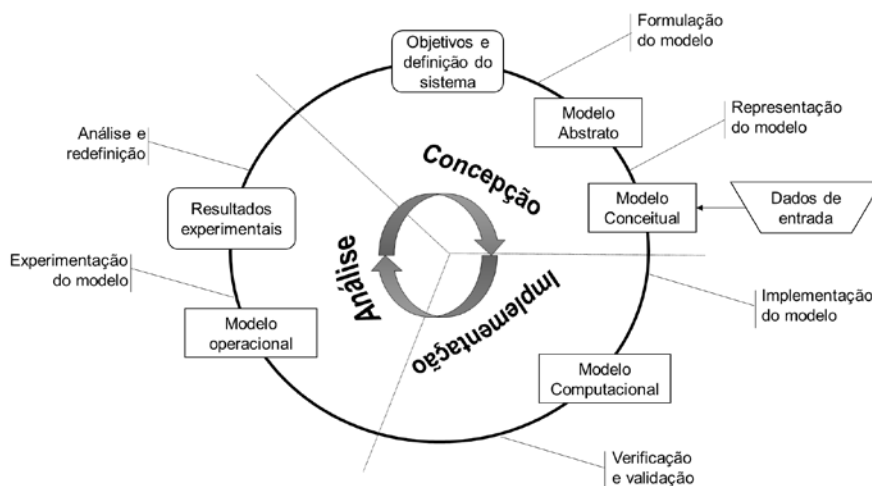 Objetivos e
definição do
sistema
Formulação
do modelo
Modelo
Abstrato
Representação
do modelo
Modelo
Conceitual
Dados de
entrada
Implementação
do modelo
Modelo
Computacional
Verificação
e validação
Modelo
operacional
Experimentação
do modelo
Resultados
experimentais
Análise e
redefinição
Concepção
Implementação
Análise